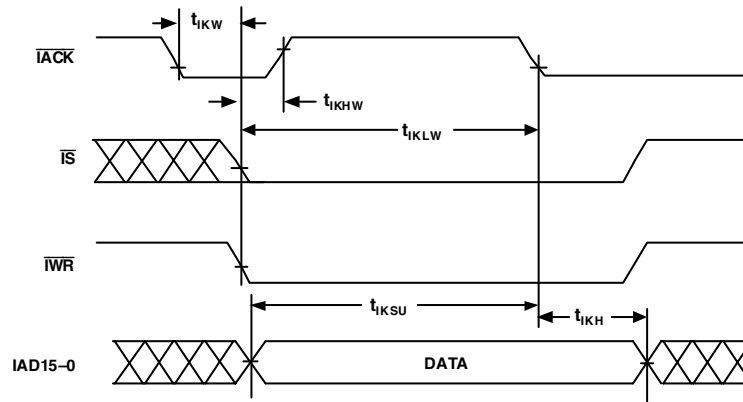 tIKW
IACK
tIKHW
tIKLW
IS
IWR
tIKSU
tIKH
IAD15–0
DATA